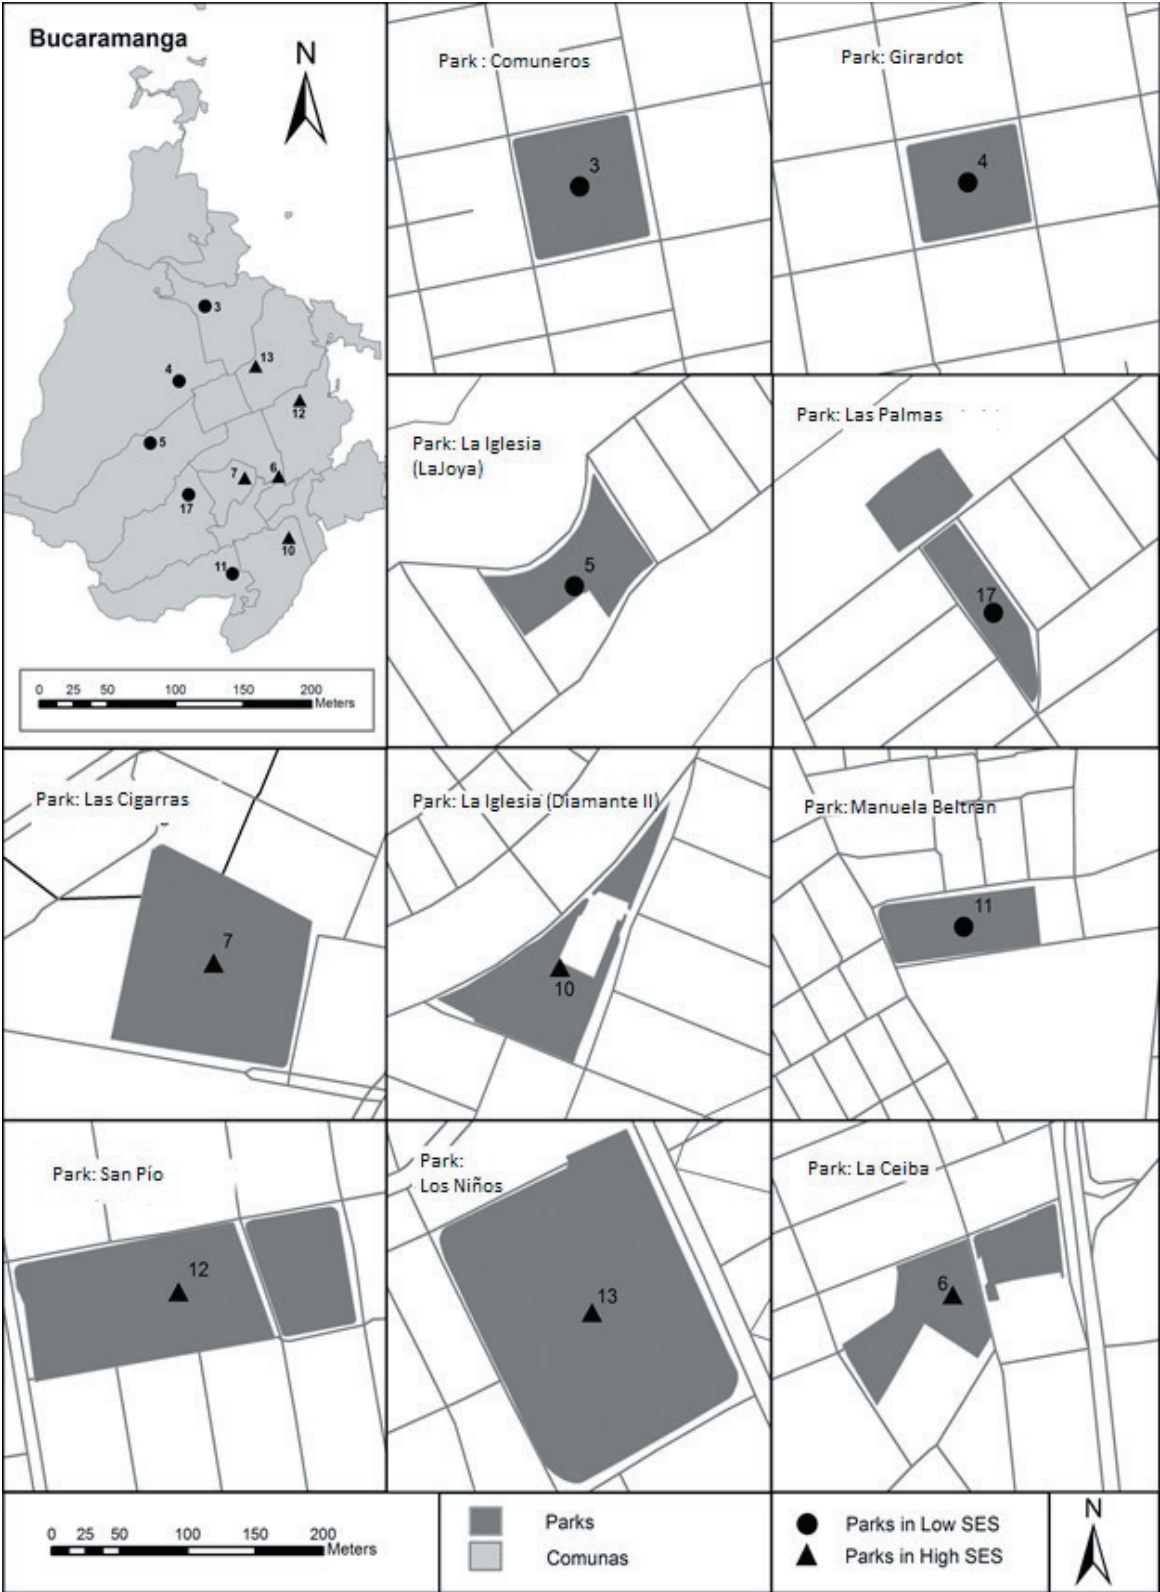 Bucaramanga
N
3
13
4
12
5
7
6
17
10
11
0 25 50 100 150 200
Meters
Park : Comuneros
3
Park: Girardot
4
Park: La Iglesia
(LaJoya)
5
Park: Las Palmas
17
Park: Las Cigarras
7
Park: La Iglesia (Diamante II)
10
Park: Manuela Beltran
11
Park: San Pío
12
Park:
Los Niños
13
Park: La Ceiba
6
0 25 50 100 150 200
Meters
Parks
Comunas
Parks in Low SES
Parks in High SES
N